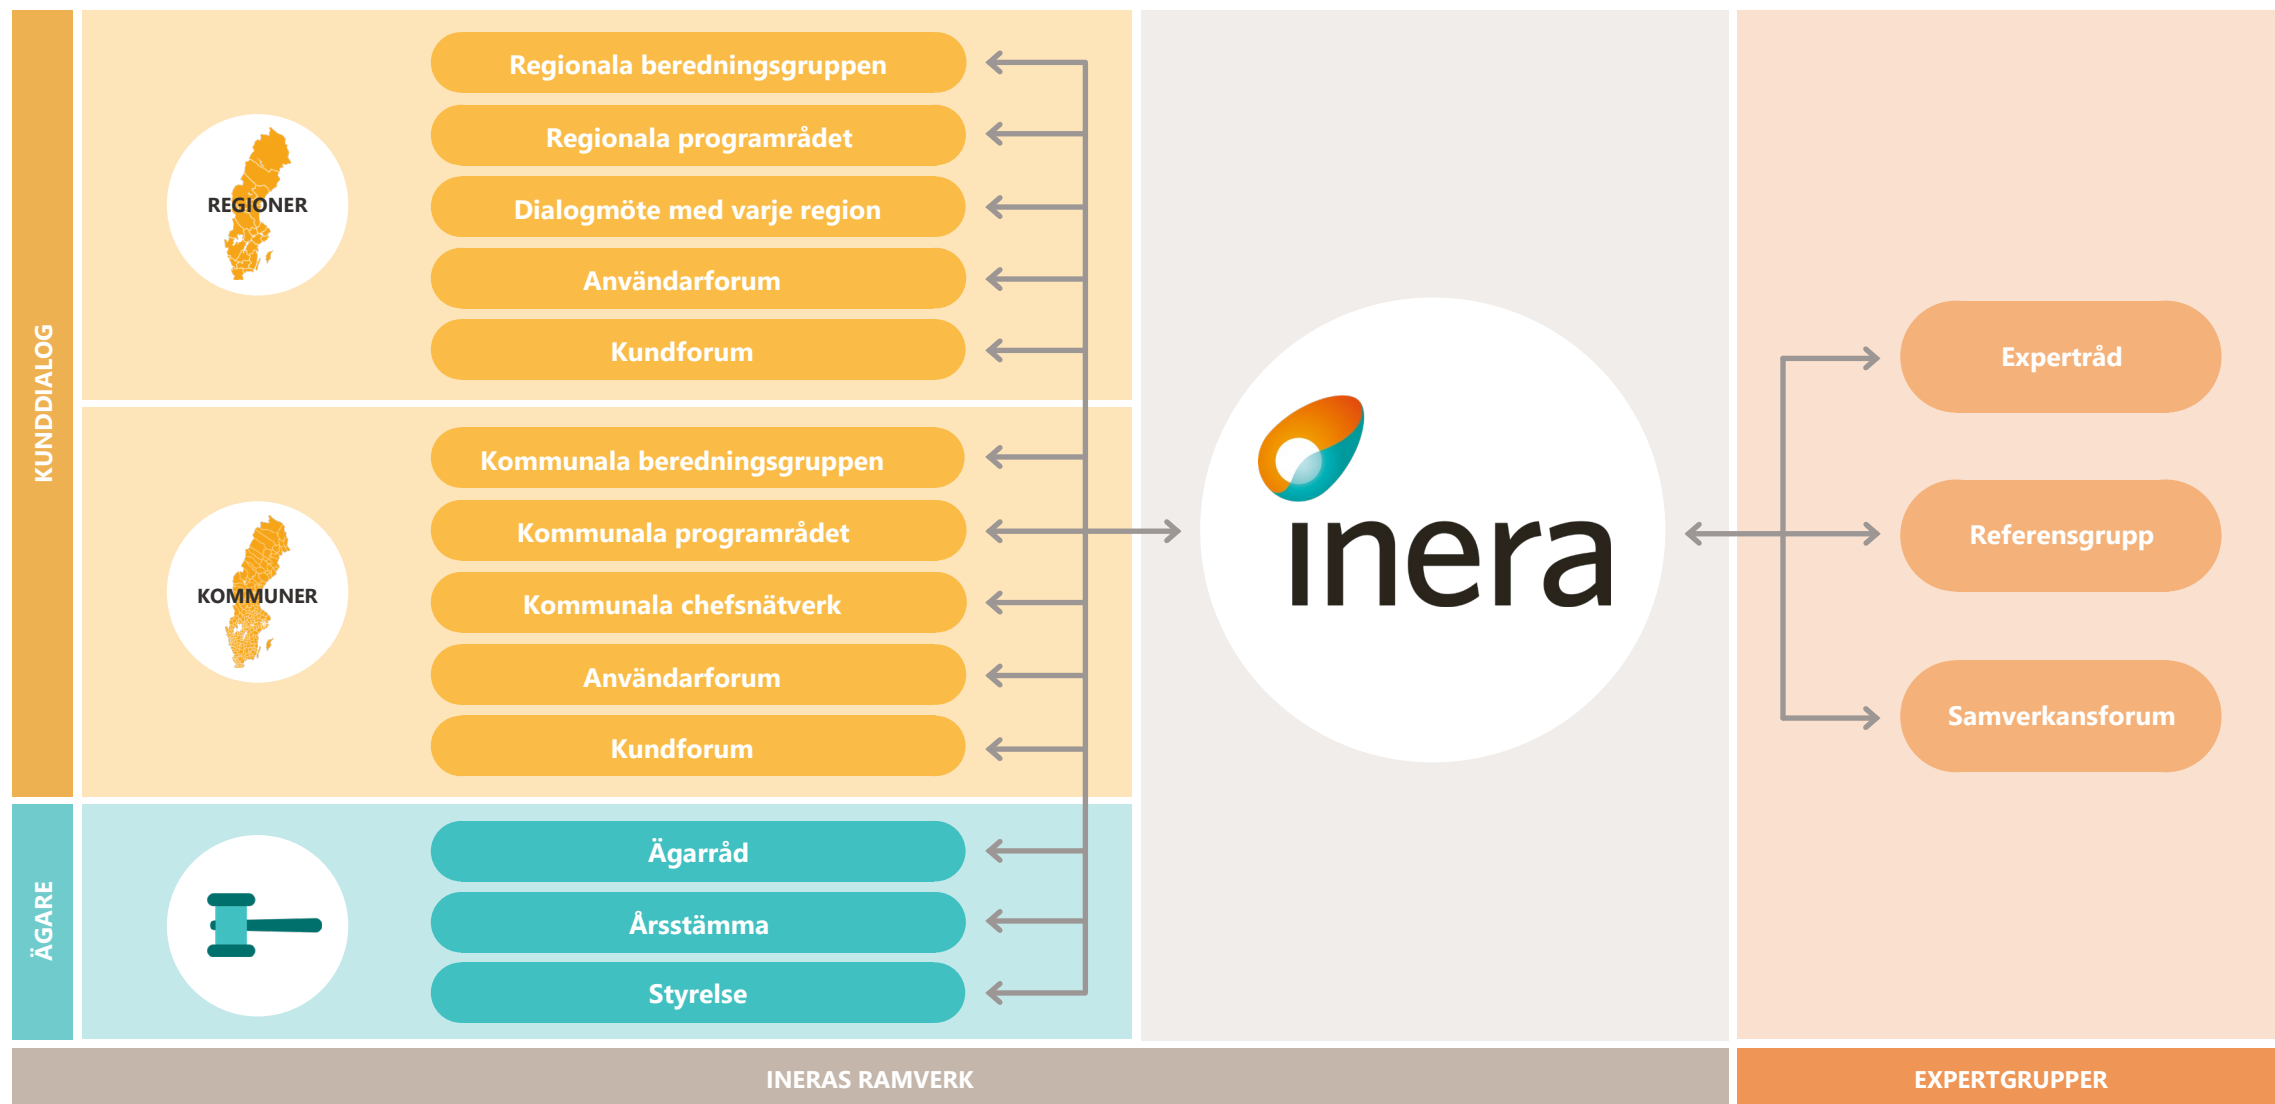 KUNDDIALOG
REGIONER
Regionala beredningsgruppen
Regionala programrådet
Dialogmöte med varje region
Användarforum
Kundforum
KOMMUNER
Kommunala beredningsgruppen
Kommunala programrådet
Kommunala chefsnätverk
Användarforum
Kundforum
ÄGARE
Ägarråd
Årsstämma
Styrelse
inera
Expertråd
Referensgrupp
Samverkansforum
INERAS RAMVERK
EXPERTGRUPPER